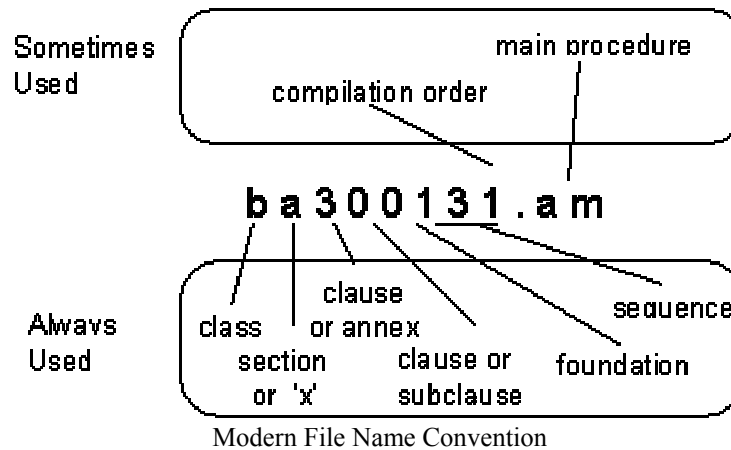 Sometimes
Used
main procedure
compilation order
ba300131.am
Always
Used
class
section
or 'x'
clause
or annex
clause or
subclause
foundation
sequence
Modern File Name Convention